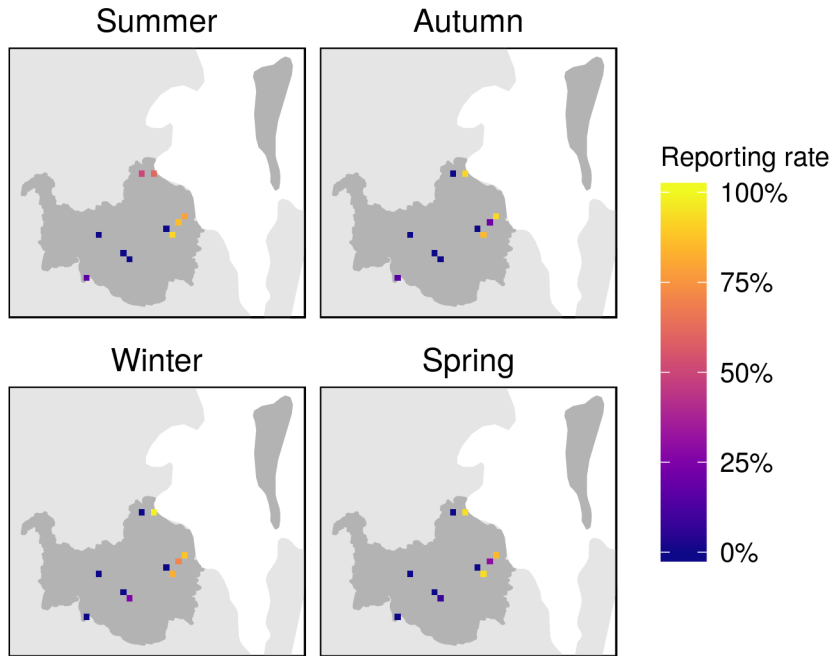 Summer
Autumn
Winter
Spring
Reporting rate
100%
75%
50%
25%
0%